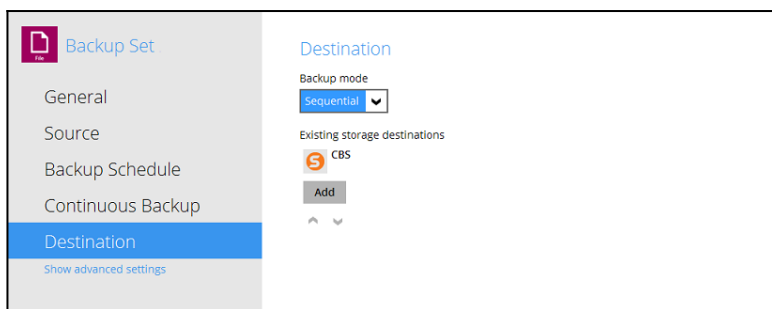 Backup Set
File
General
Source
Backup Schedule
Continuous Backup
Destination
Show advanced settings
Destination
Backup mode
Sequential
Existing storage destinations
S
CBS
Add